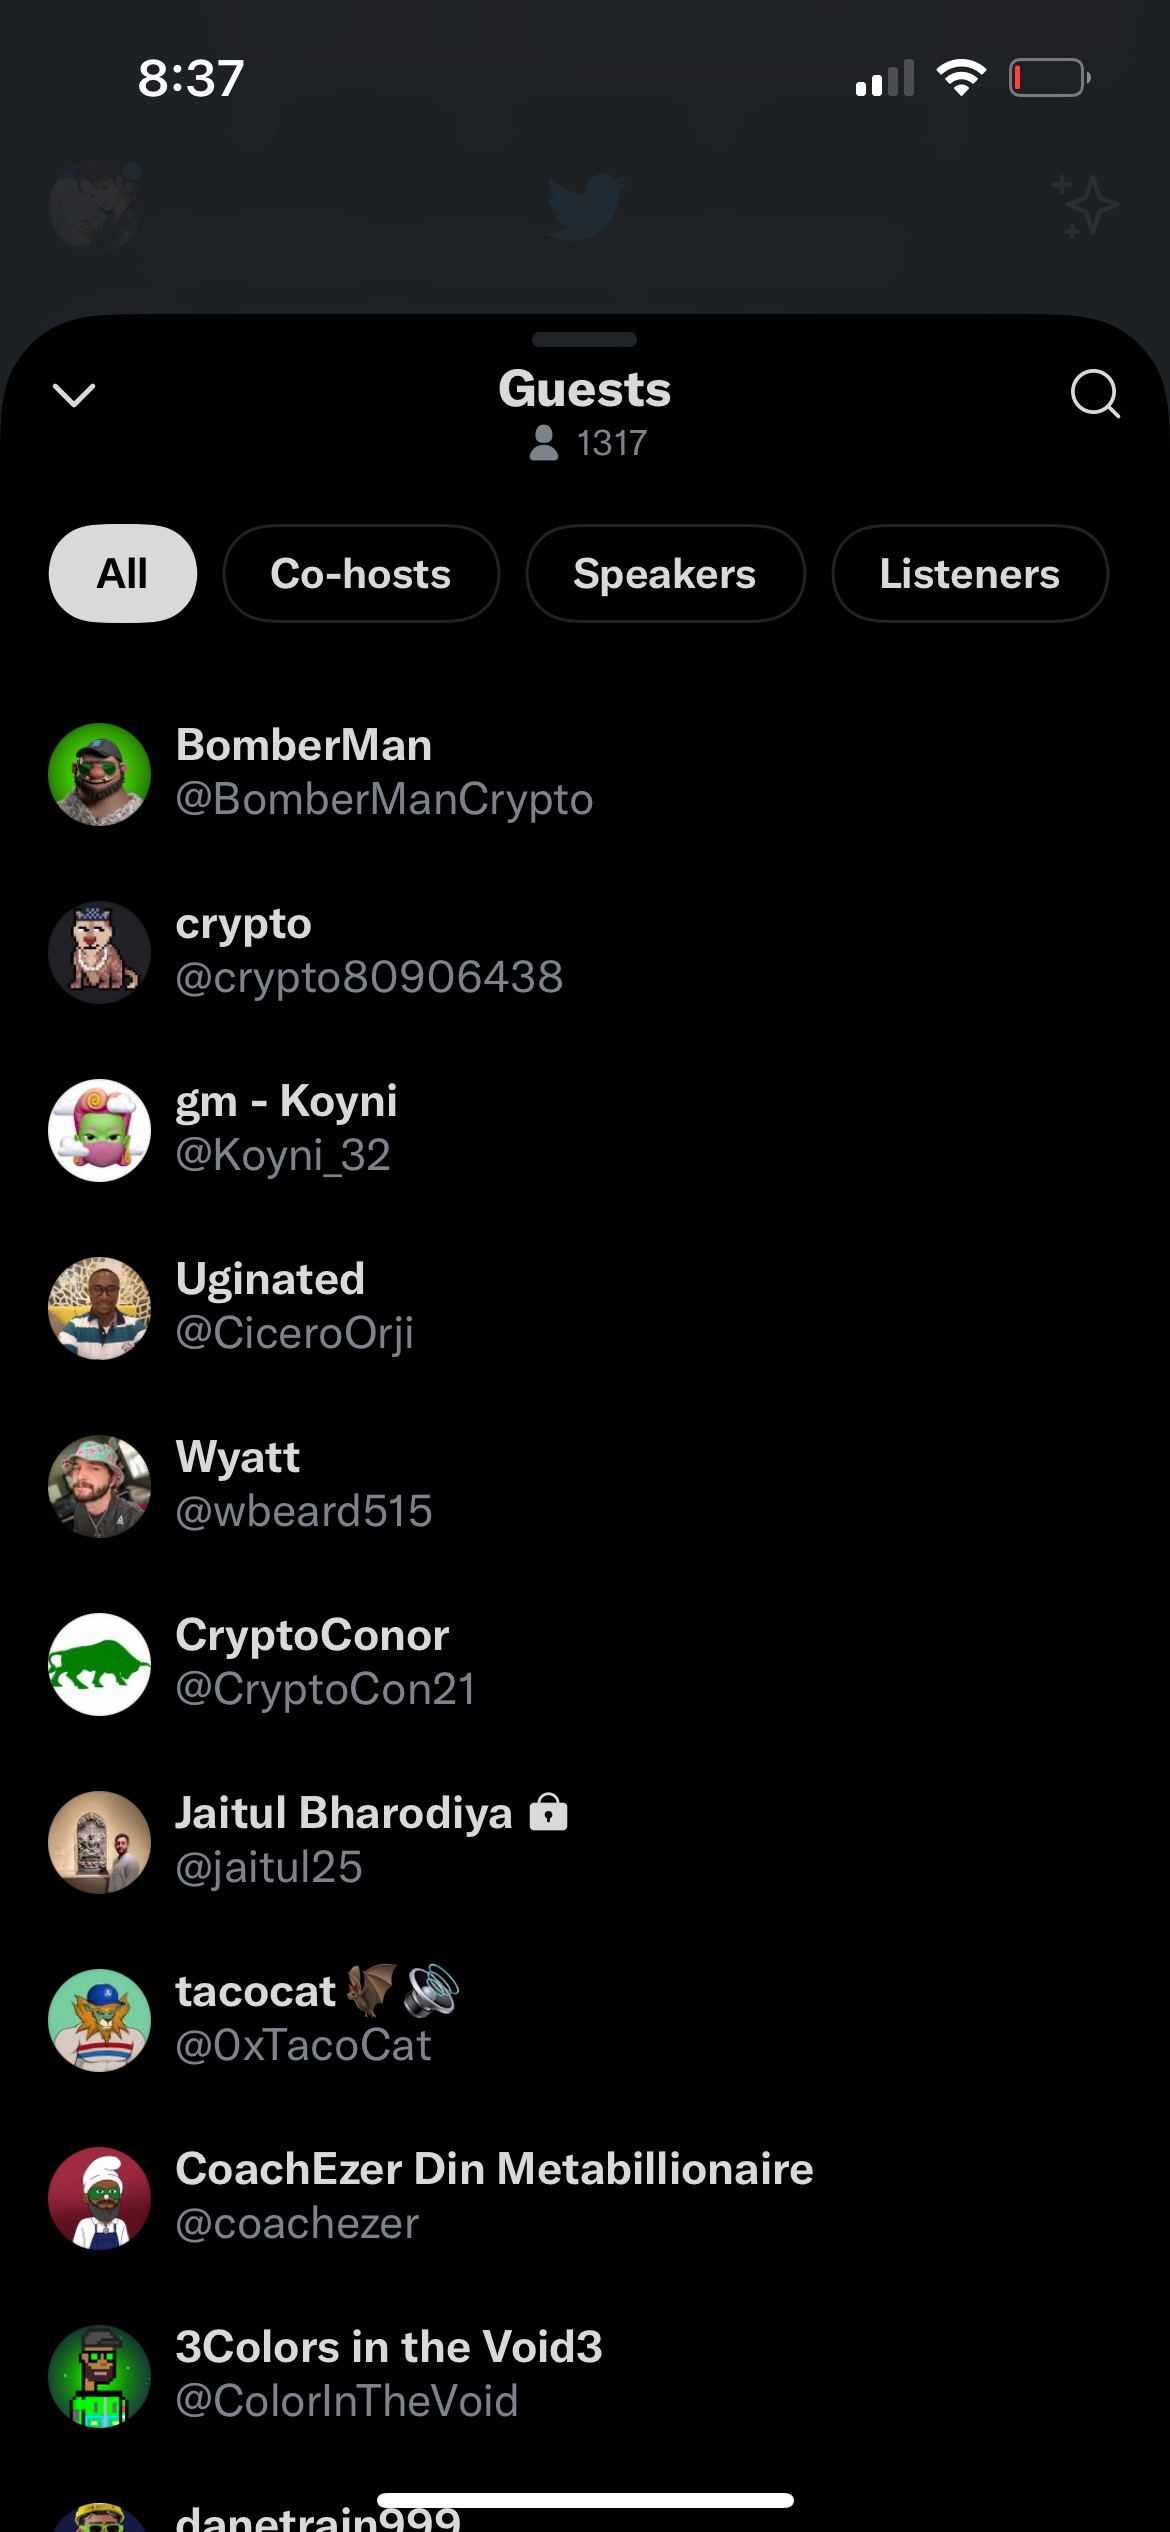 8:37
Guests
1317
All
Co-hosts
Speakers
Listeners
BomberMan
@BomberManCrypto
crypto
@crypto80906438
gm - Koyni
@Koyni_32
Uginated
@CiceroOrji
Wyatt
@wbeard515
CryptoConor
@CryptoCon21
Jaitul Bharodiya
@jaitul25
tacocat🦇🔊
@0xTacoCat
CoachEzer Din Metabillionaire
@coachezer
3Colors in the Void3
@ColorInTheVoid
danetrain999